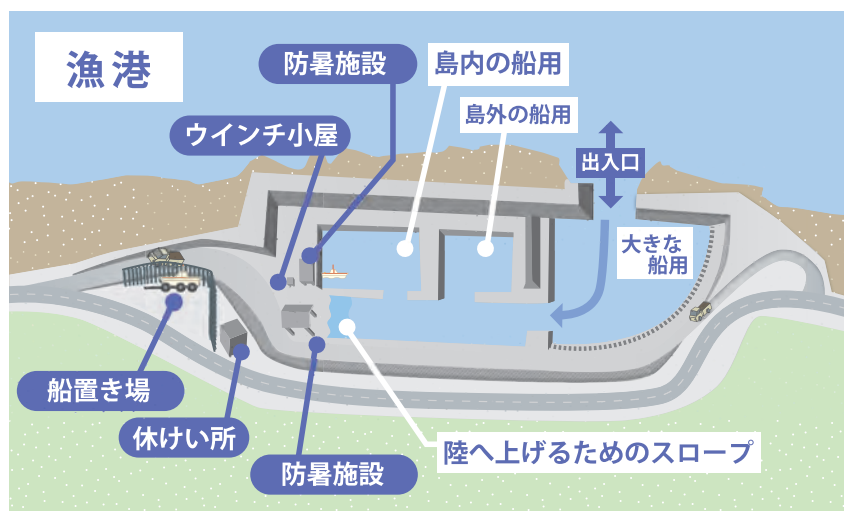 漁港
防暑施設
島内の船用
島外の船用
ウインチ小屋
出入口
大きな
船用
船置き場
休けい所
陸へ上げるためのスロープ
防暑施設